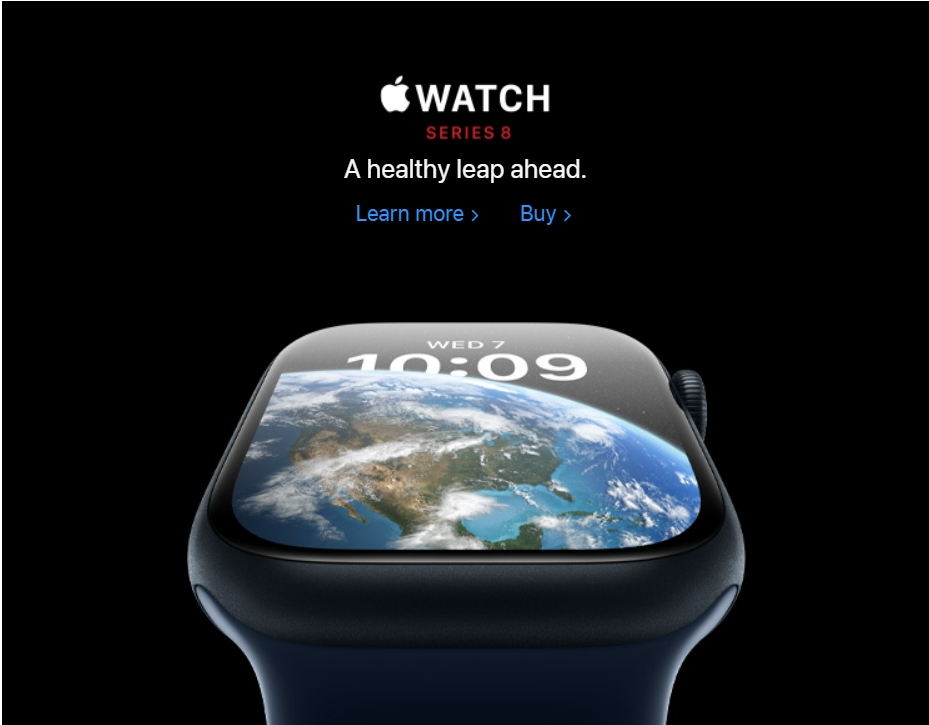 WATCH
SERIES 8
A healthy leap ahead.
Learn more > Buy >
WED 7
10:09